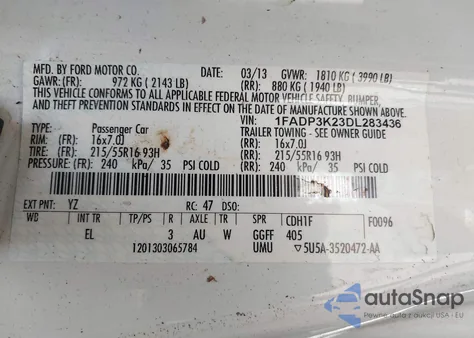 MFD. BY FORD MOTOR CO. DATE: 03/13 GVWR: 1810 KG ( 3990 LB)
GAWR: (FR): 972 KG ( 2143 LB) (RR): 880 KG ( 1940 LB)
THIS VEHICLE CONFORMS TO ALL APPLICABLE FEDERAL MOTOR VEHICLE SAFETY, BUMPER,
AND THEFT PREVENTION STANDARDS IN EFFECT ON THE DATE OF MANUFACTURE SHOWN ABOVE.
VIN: 1FADP3K23DL283436
TYPE: Passenger Car TRAILER TOWING - SEE OWNER GUIDE
RIM: (FR): 16x7.0J (RR): 16x7.0J
TIRE: (FR): 215/55R16 93H (RR): 215/55R16 93H
PRESSURE: (FR): 240 kPa/ 35 PSI COLD (RR): 240 kPa/ 35 PSI COLD
EXT PNT: YZ RC: 47 DSO:
WB INT TR TP/PS R AXLE TR SPR CDH1F F0096
EL 3 AU W GGFF 405
1201303065784 UMU ▽5U5A-3520472-AA
autoSnap
Pewne auto z aukcji USA - EU